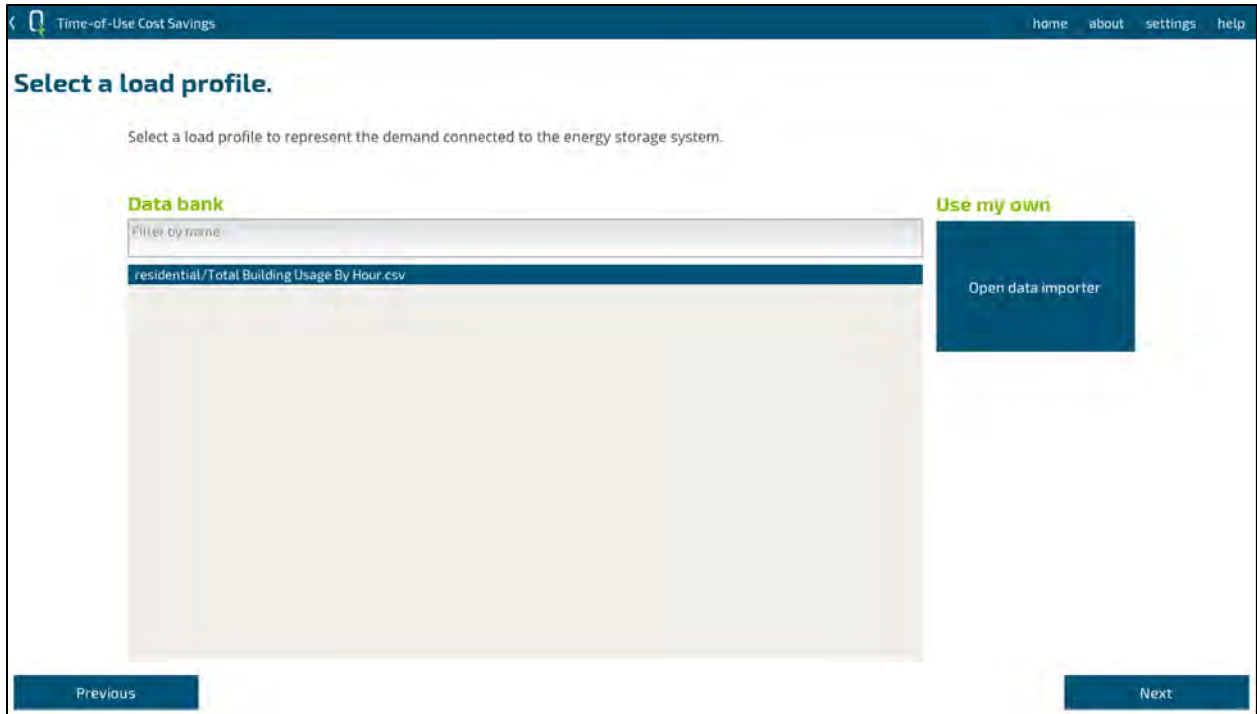 Time-of-Use Cost Savings
home about settings help
Select a load profile.
Select a load profile to represent the demand connected to the energy storage system.
Data bank
Use my own
Filter by name
residential/Total Building Usage By Hour.csv
Open data importer
Previous
Next